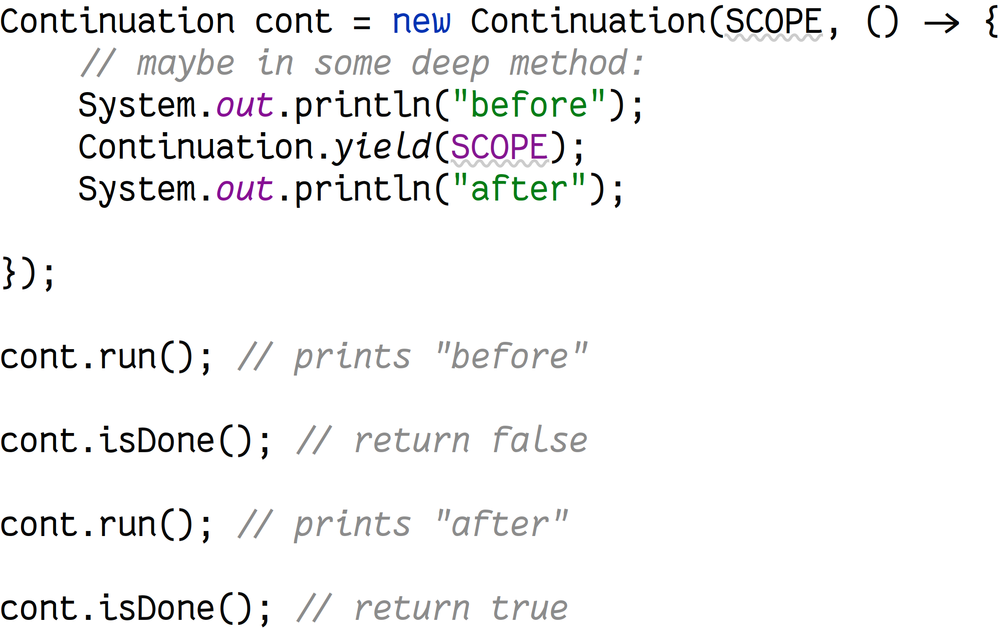 Continuation cont = new Continuation(SCOPE, () -> {
    // maybe in some deep method:
    System.out.println("before");
    Continuation.yield(SCOPE);
    System.out.println("after");
});
cont.run(); // prints "before"
cont.isDone(); // return false
cont.run(); // prints "after"
cont.isDone(); // return true